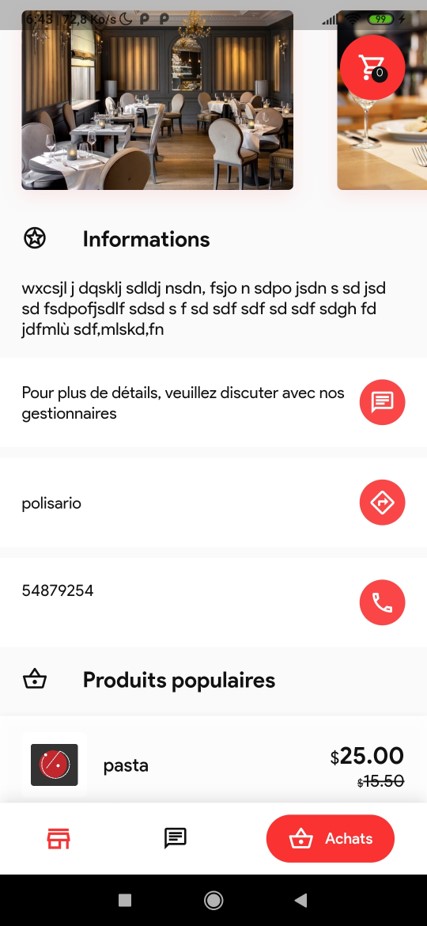 6:43 72,8 Ko/s 99
0
Informations
wxcsjl j dqsklj sdldj nsdn, fsjo n sdpo jsdn s sd jsd
sd fsdpofjsdlf sdsd s f sd sdf sdf sd sdf sdgh fd
jdfmlù sdf,mlskd,fn
Pour plus de détails, veuillez discuter avec nos
gestionnaires
polisario
54879254
Produits populaires
pasta
$25.00
$15.50
Achats